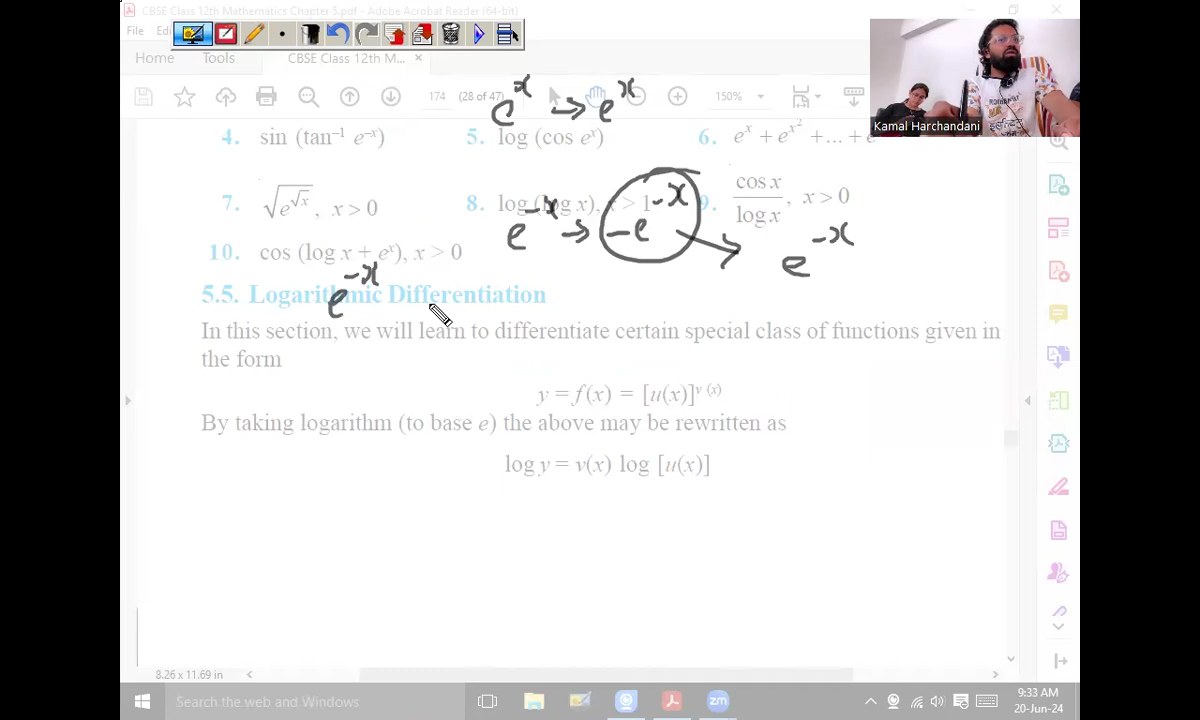 CBSE Class 12th Mathematics Chapter 5.pdf - Adobe Acrobat Reader (64-bit)
File
Home Tools CBSE Class 12th M... ×
174 (28 of 47) 150%
Kamal Harchandani
eˣ → eˣ
4. sin (tan⁻¹ e⁻ˣ) 5. log (cos eˣ) 6. eˣ + eˣ² + ... + e
7. √(e^√x), x > 0 8. log (log x), x > 1 9. cos x / log x, x > 0
e⁻ˣ → -e⁻ˣ → e⁻ˣ
10. cos (log x + eˣ), x > 0
e⁻ˣ
5.5. Logarithmic Differentiation
In this section, we will learn to differentiate certain special class of functions given in
the form
y = f(x) = [u(x)]ᵛ ⁽ˣ⁾
By taking logarithm (to base e) the above may be rewritten as
log y = v(x) log [u(x)]
8.26 x 11.69 in
Search the web and Windows
zm
9:33 AM
20-Jun-24